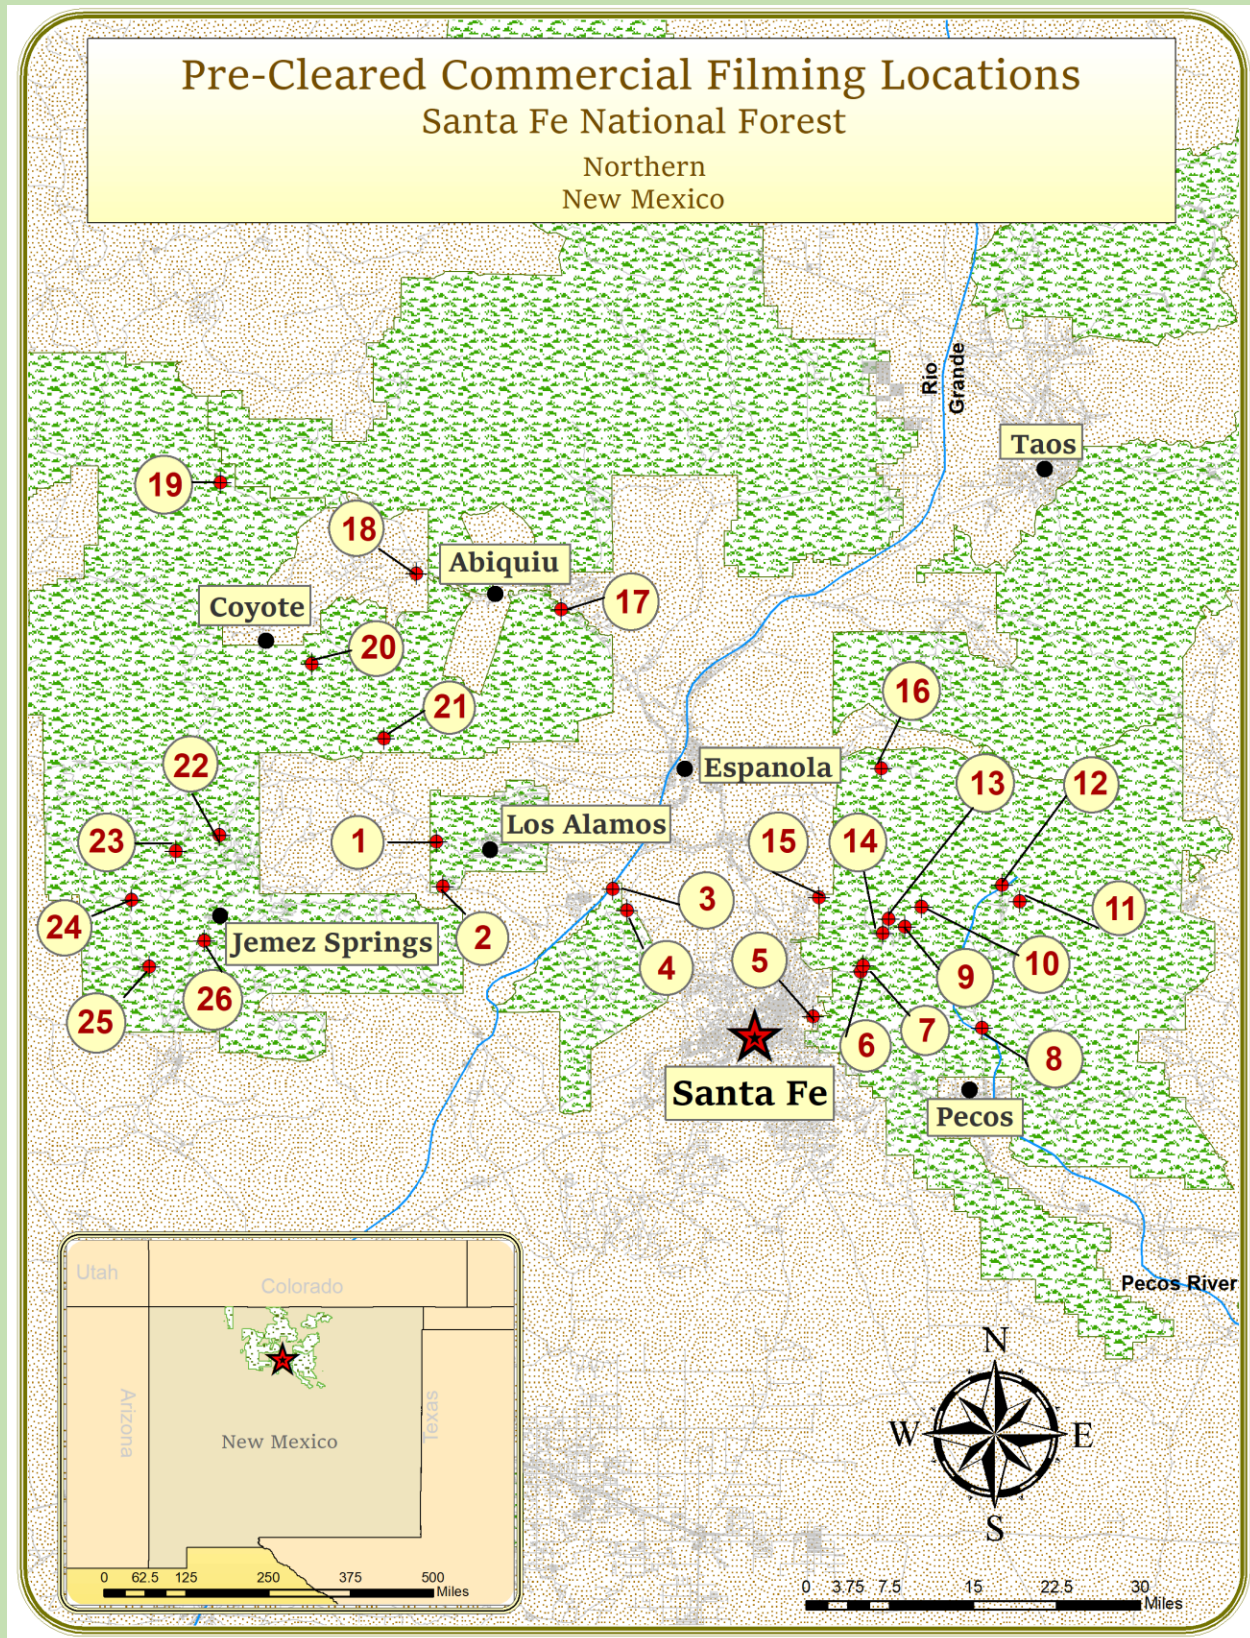 Pre-Cleared Commercial Filming Locations
Santa Fe National Forest
Northern
New Mexico
Rio
Grande
Taos
19
18
Abiquiu
17
Coyote
20
21
16
22
Espanola
13
12
23
1
Los Alamos
15
14
24
2
3
11
Jemez Springs
4
5
9
10
25
26
6
7
8
Santa Fe
Pecos
Pecos River
Utah
Colorado
Arizona
Texas
New Mexico
0 62.5 125 250 375 500
Miles
N
W E
S
0 3.75 7.5 15 22.5 30
Miles